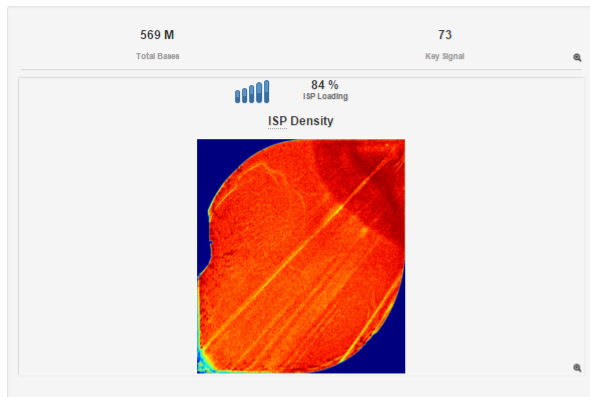 569 M
73
Total Bases
Key Signal
84 %
ISP Loading
ISP Density